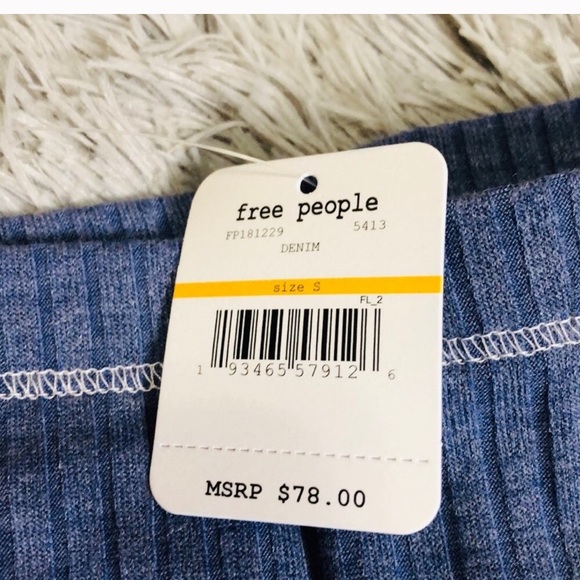 free people
FP181229 5413
DENIM
size S
FL_2
1 93465 57912 6
MSRP $78.00